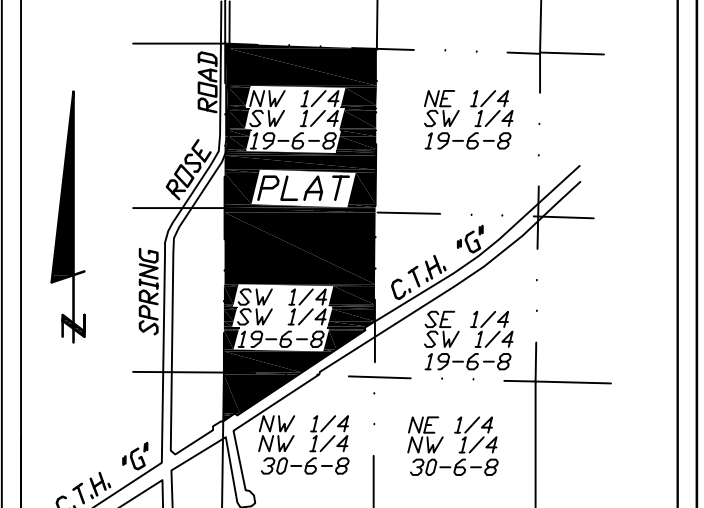 ROAD
NW 1/4
SW 1/4
19-6-8
NE 1/4
SW 1/4
19-6-8
ROSE
PLAT
SPRING
C.T.H. "G"
SW 1/4
SW 1/4
19-6-8
SE 1/4
SW 1/4
19-6-8
N
NW 1/4
NW 1/4
30-6-8
NE 1/4
NW 1/4
30-6-8
C.T.H. "G"